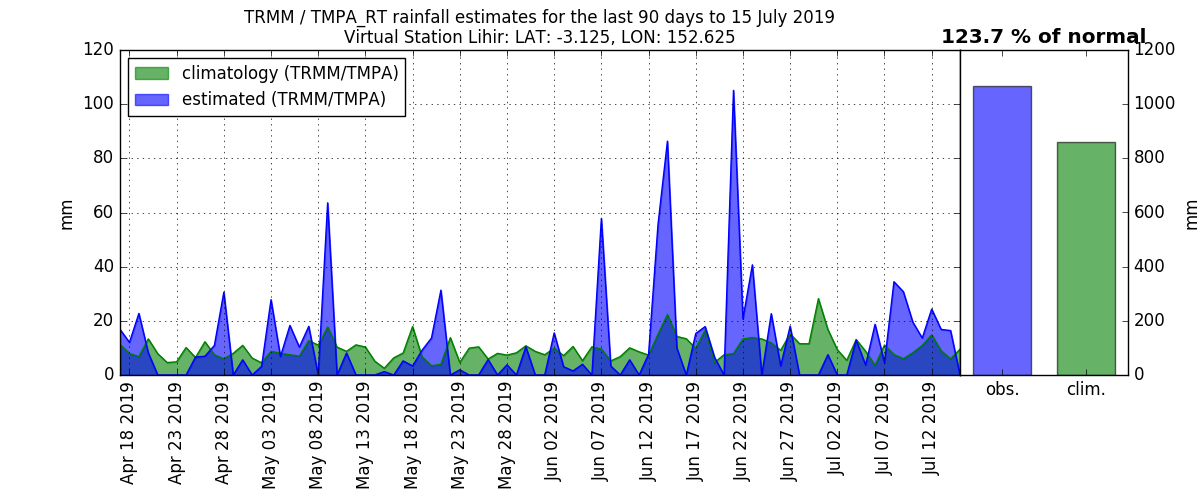 TRMM / TMPA_RT rainfall estimates for the last 90 days to 15 July 2019
Virtual Station Lihir: LAT: -3.125, LON: 152.625
123.7 % of normal
climatology (TRMM/TMPA)
estimated (TRMM/TMPA)
120
100
80
60
40
20
0
mm
1200
1000
800
600
400
200
0
mm
obs.
clim.
Apr 18 2019
Apr 23 2019
Apr 28 2019
May 03 2019
May 08 2019
May 13 2019
May 18 2019
May 23 2019
May 28 2019
Jun 02 2019
Jun 07 2019
Jun 12 2019
Jun 17 2019
Jun 22 2019
Jun 27 2019
Jul 02 2019
Jul 07 2019
Jul 12 2019